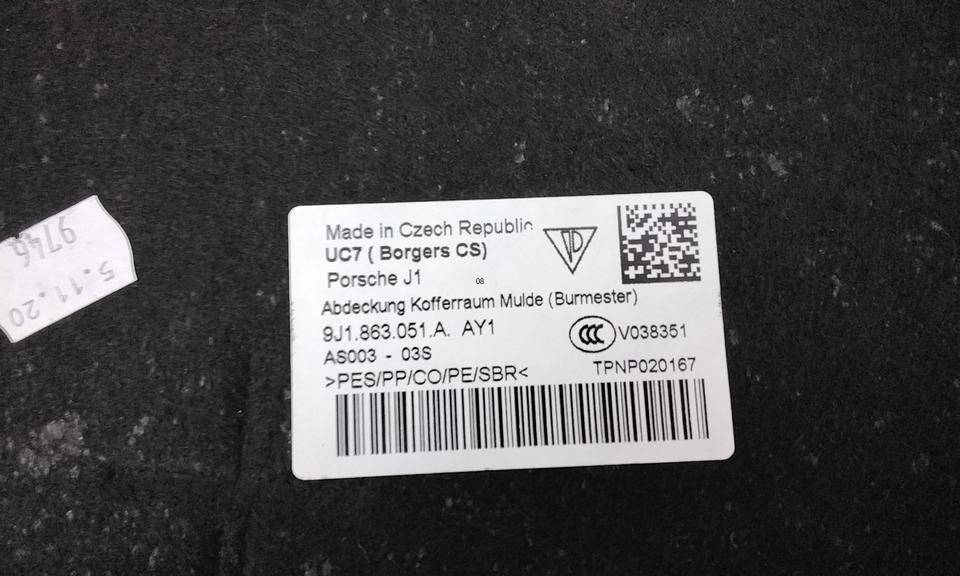 Made in Czech Republic
UC7 ( Borgers CS)
Porsche J1
08
Abdeckung Kofferraum Mulde (Burmester)
9J1.863.051.A. AY1
CCC V038351
AS003 - 03S
TPNP020167
>PES/PP/CO/PE/SBR<
9746
5.11.20